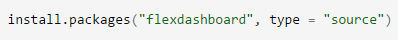 install.packages("flexdashboard", type = "source")